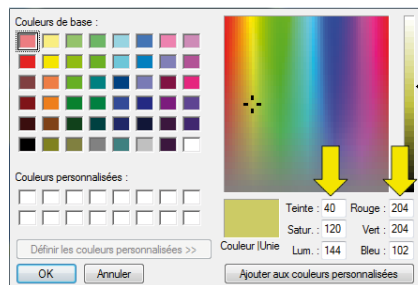 Couleurs de base :
Couleurs personnalisées :
Définir les couleurs personnalisées >>
OK Annuler
Couleur |Unie
Teinte : 40 Rouge : 204
Satur. : 120 Vert : 204
Lum. : 144 Bleu : 102
Ajouter aux couleurs personnalisées